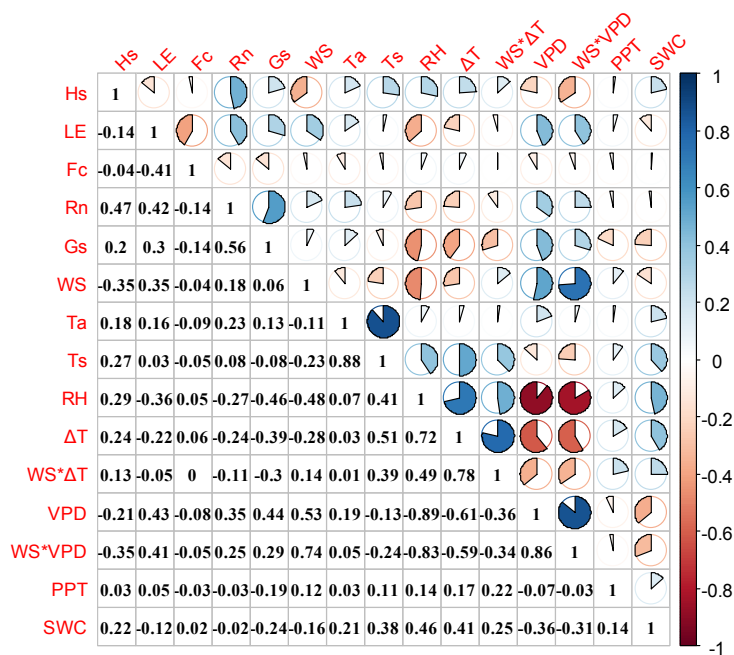 Hs LE Fc Rn Gs WS Ta Ts RH ΔT WS*ΔT VPD WS*VPD PPT SWC
Hs 1
LE -0.14 1
Fc -0.04 -0.41 1
Rn 0.47 0.42 -0.14 1
Gs 0.2 0.3 -0.14 0.56 1
WS -0.35 0.35 -0.04 0.18 0.06 1
Ta 0.18 0.16 -0.09 0.23 0.13 -0.11 1
Ts 0.27 0.03 -0.05 0.08 -0.08 -0.23 0.88 1
RH 0.29 -0.36 0.05 -0.27 -0.46 -0.48 0.07 0.41 1
ΔT 0.24 -0.22 0.06 -0.24 -0.39 -0.28 0.03 0.51 0.72 1
WS*ΔT 0.13 -0.05 0 -0.11 -0.3 0.14 0.01 0.39 0.49 0.78 1
VPD -0.21 0.43 -0.08 0.35 0.44 0.53 0.19 -0.13 -0.89 -0.61 -0.36 1
WS*VPD -0.35 0.41 -0.05 0.25 0.29 0.74 0.05 -0.24 -0.83 -0.59 -0.34 0.86 1
PPT 0.03 0.05 -0.03 -0.03 -0.19 0.12 0.03 0.11 0.14 0.17 0.22 -0.07 -0.03 1
SWC 0.22 -0.12 0.02 -0.02 -0.24 -0.16 0.21 0.38 0.46 0.41 0.25 -0.36 -0.31 0.14 1
1
0.8
0.6
0.4
0.2
0
-0.2
-0.4
-0.6
-0.8
-1